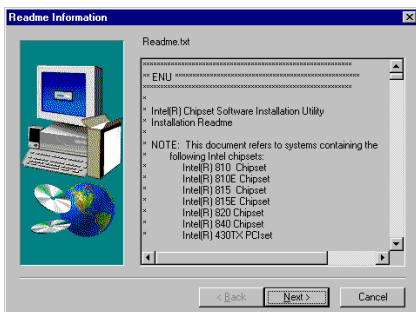 Readme Information
Readme.txt
************************************************************
** ENU ******************************************************
************************************************************
*
* Intel(R) Chipset Software Installation Utility
* Installation Readme
*
* NOTE:  This document refers to systems containing the
* following Intel chipsets:
* Intel(R) 810  Chipset
* Intel(R) 810E Chipset
* Intel(R) 815  Chipset
* Intel(R) 815E Chipset
* Intel(R) 820 Chipset
* Intel(R) 840 Chipset
* Intel(R) 430TX PCIset
< Back
Next >
Cancel